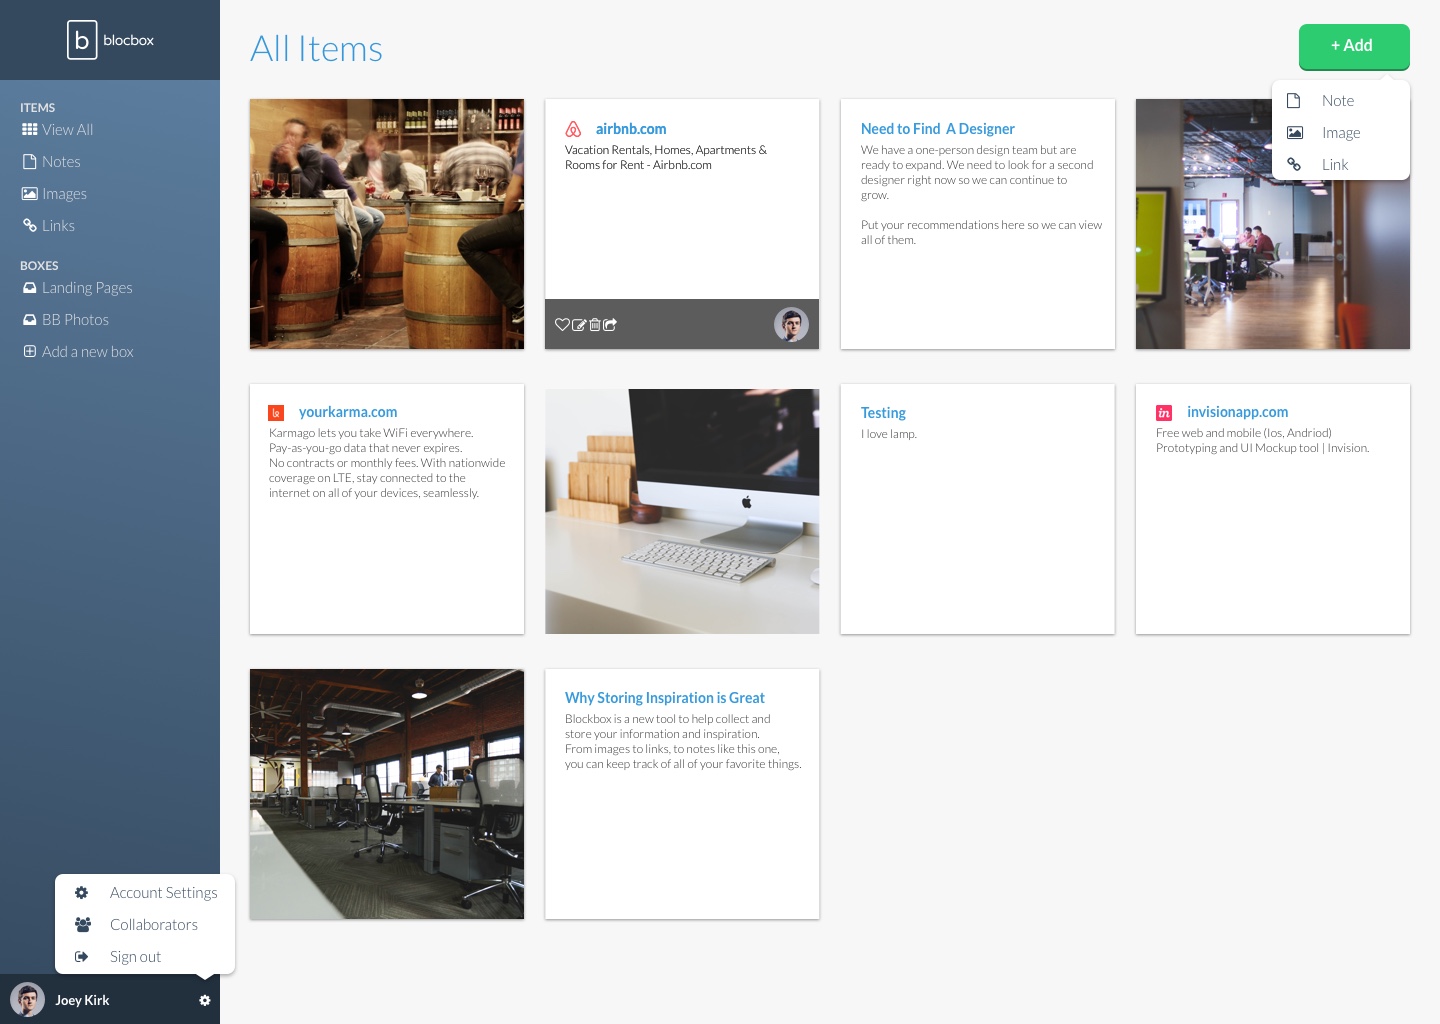 b blocbox
ITEMS
View All
Notes
Images
Links
BOXES
Landing Pages
BB Photos
Add a new box
Account Settings
Collaborators
Sign out
Joey Kirk
All Items
+ Add
Note
Image
Link
airbnb.com
Vacation Rentals, Homes, Apartments &
Rooms for Rent - Airbnb.com
Need to Find A Designer
We have a one-person design team but are
ready to expand. We need to look for a second
designer right now so we can continue to
grow.
Put your recommendations here so we can view
all of them.
yourkarma.com
Karmago lets you take WiFi everywhere.
Pay-as-you-go data that never expires.
No contracts or monthly fees. With nationwide
coverage on LTE, stay connected to the
internet on all of your devices, seamlessly.
Testing
I love lamp.
in invisionapp.com
Free web and mobile (Ios, Andriod)
Prototyping and UI Mockup tool | Invision.
Why Storing Inspiration is Great
Blockbox is a new tool to help collect and
store your information and inspiration.
From images to links, to notes like this one,
you can keep track of all of your favorite things.